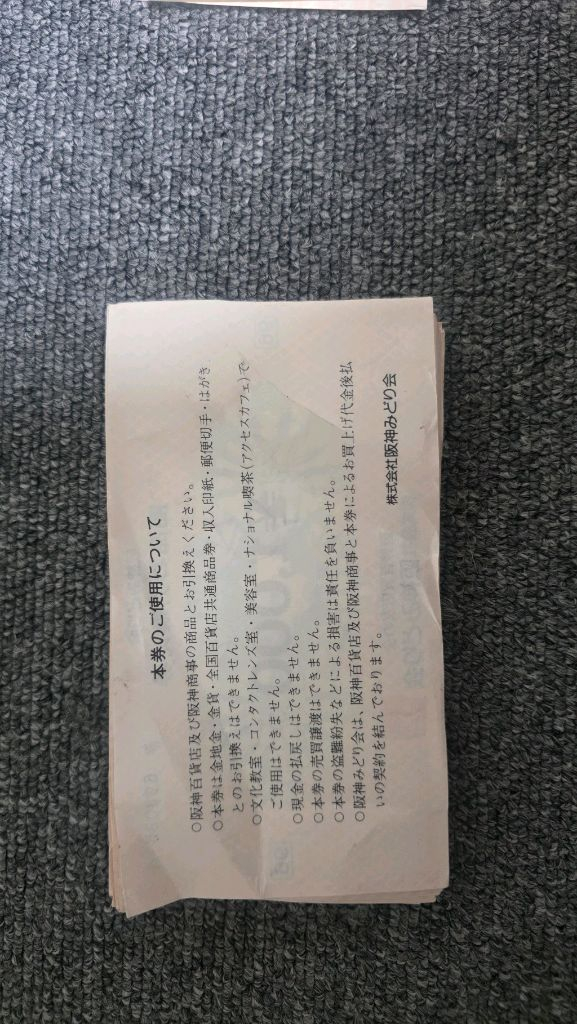 本券のご使用について
○阪神百貨店及び阪神商事の商品とお引換えください。
○本券は金地金・金貨・全国百貨店共通商品券・収入印紙・郵便切手・はがき
とのお引換えはできません。
○文化教室・コンタクトレンズ室・美容室・ナショナル喫茶(アクセスカフェ)で
ご使用はできません。
○現金の払戻しはできません。
○本券の売買譲渡はできません。
○本券の盗難紛失などによる損害は責任を負いません。
○阪神みどり会は、阪神百貨店及び阪神商事と本券によるお買上げ代金後払
いの契約を結んでおります。
株式会社阪神みどり会